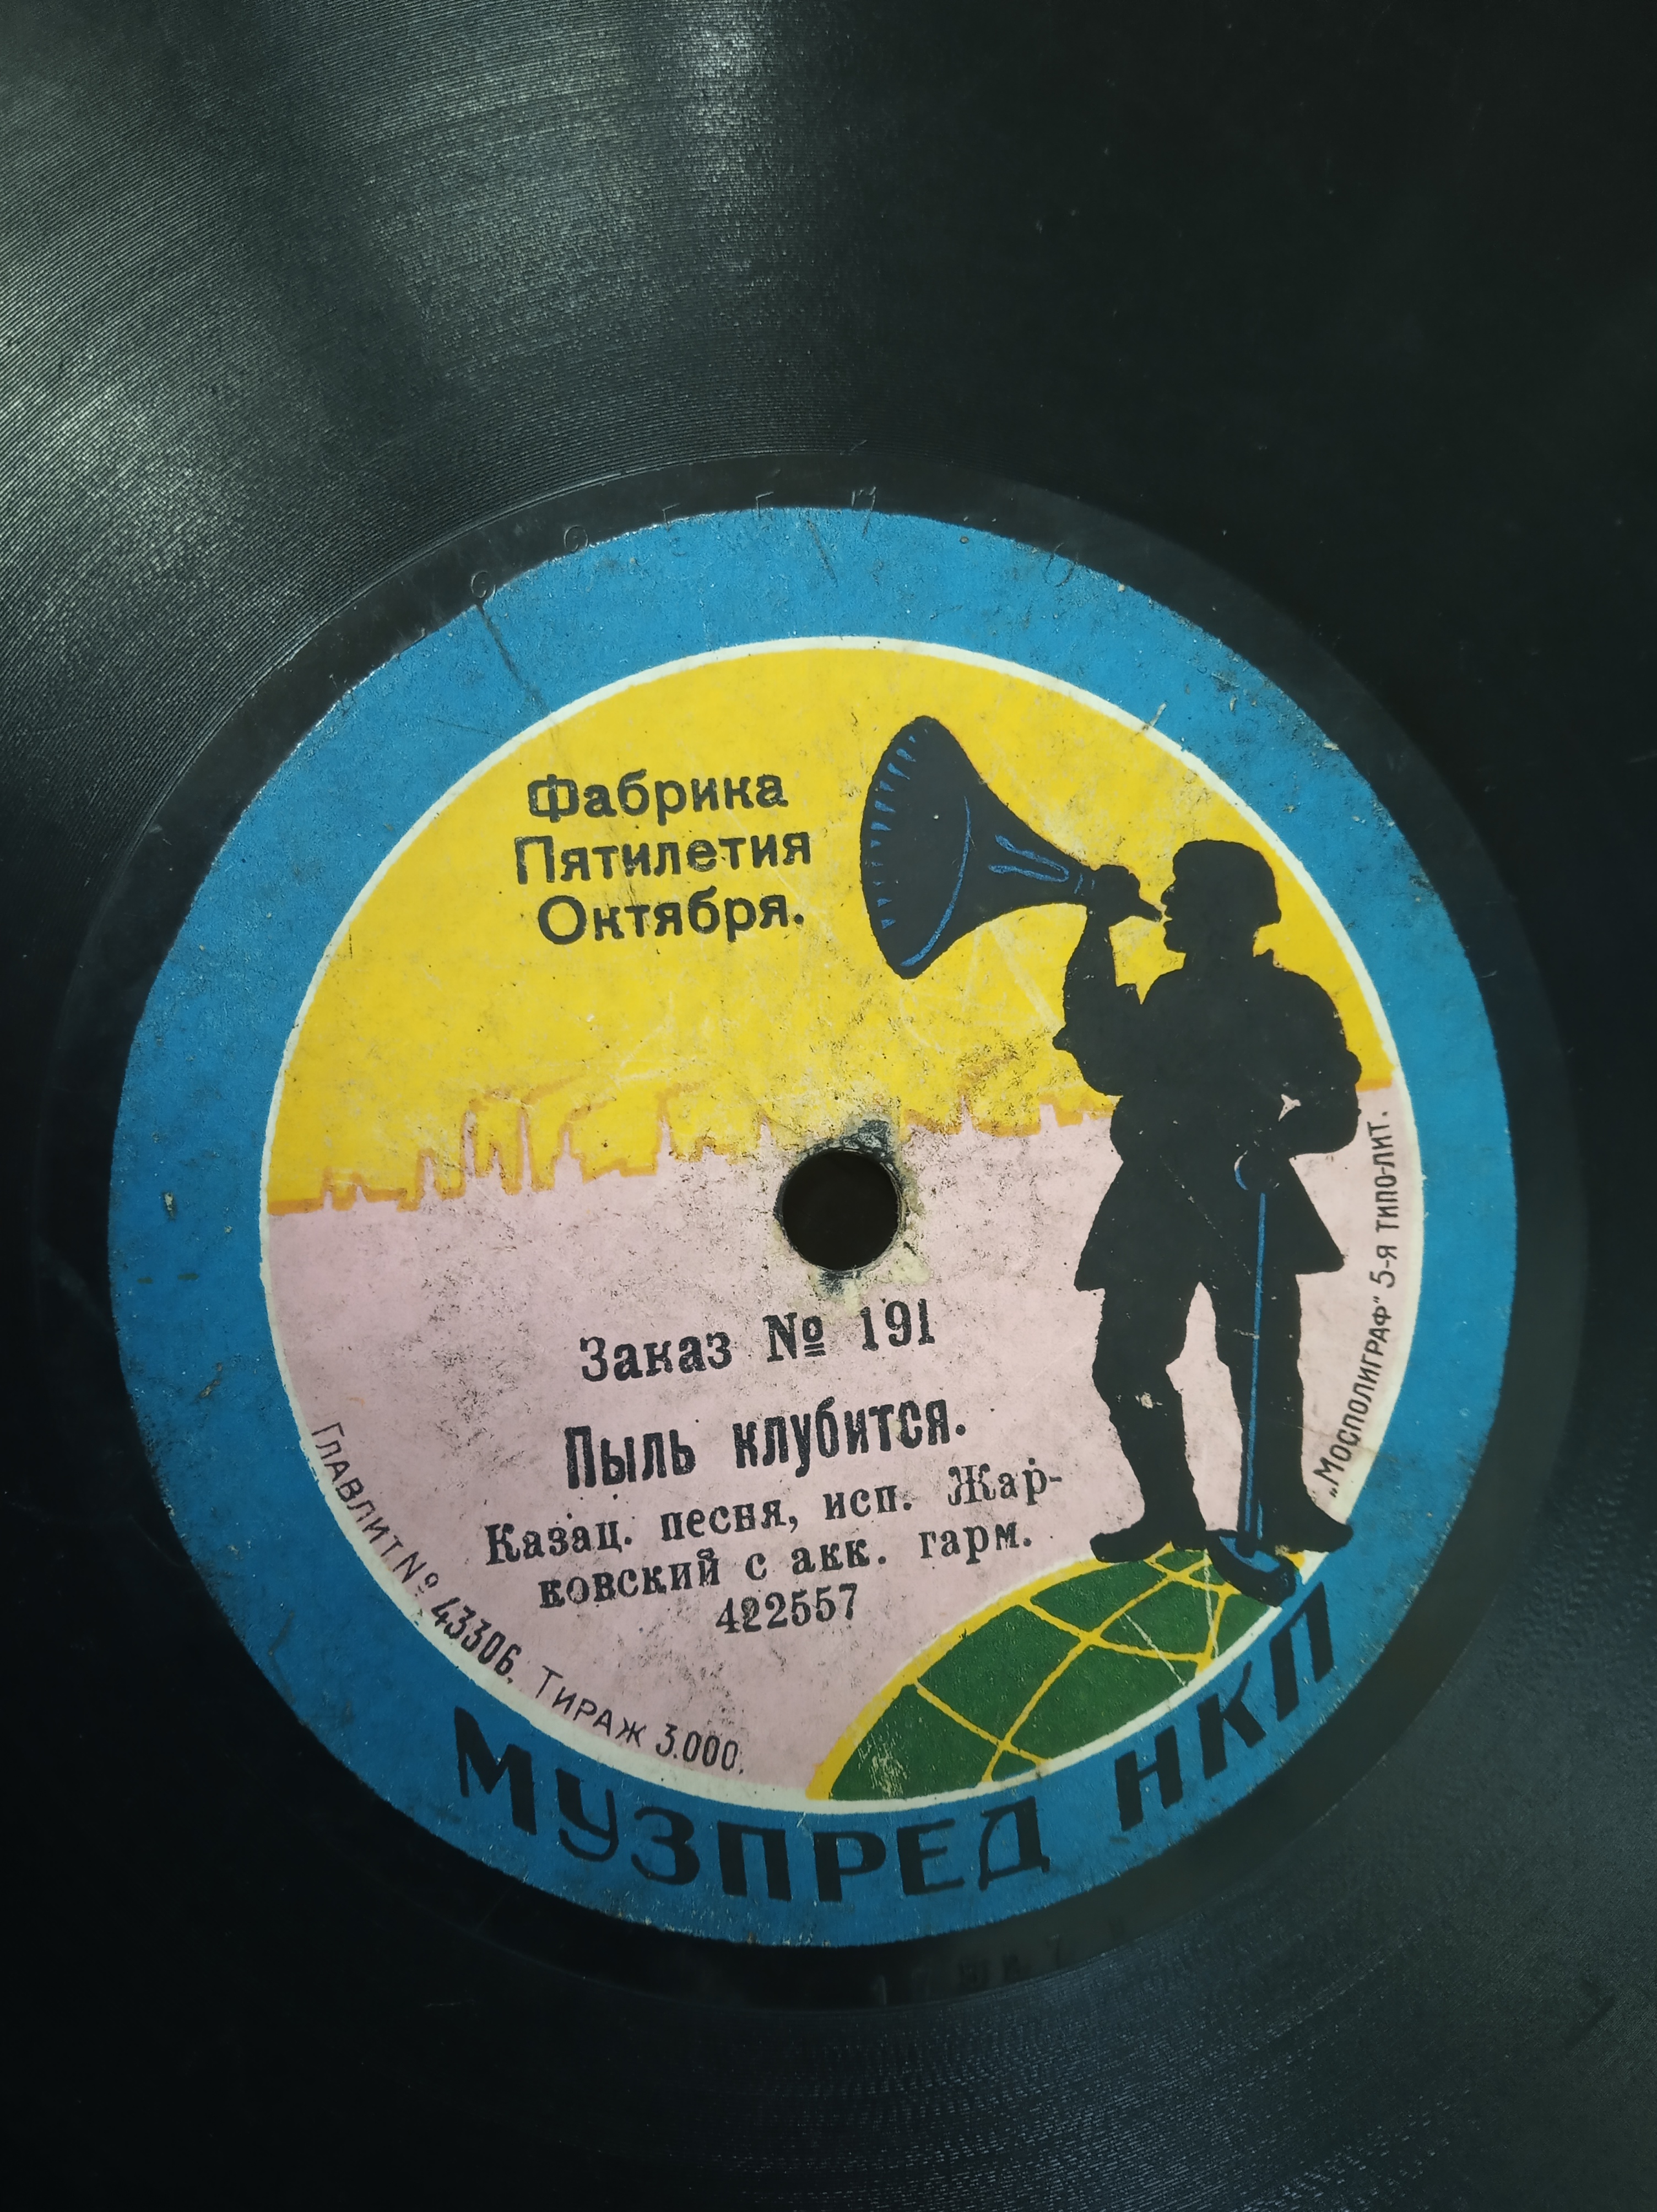 Фабрика
Пятилетия
Октября.
Заказ № 191
Пыль клубится.
Казац. песня, исп. Жар-
ковский с акк. гарм.
422557
Главлит № 43306. Тираж 3.000.
„Мосполиграф“ 5-я типо-лит.
МУЗПРЕД НКП